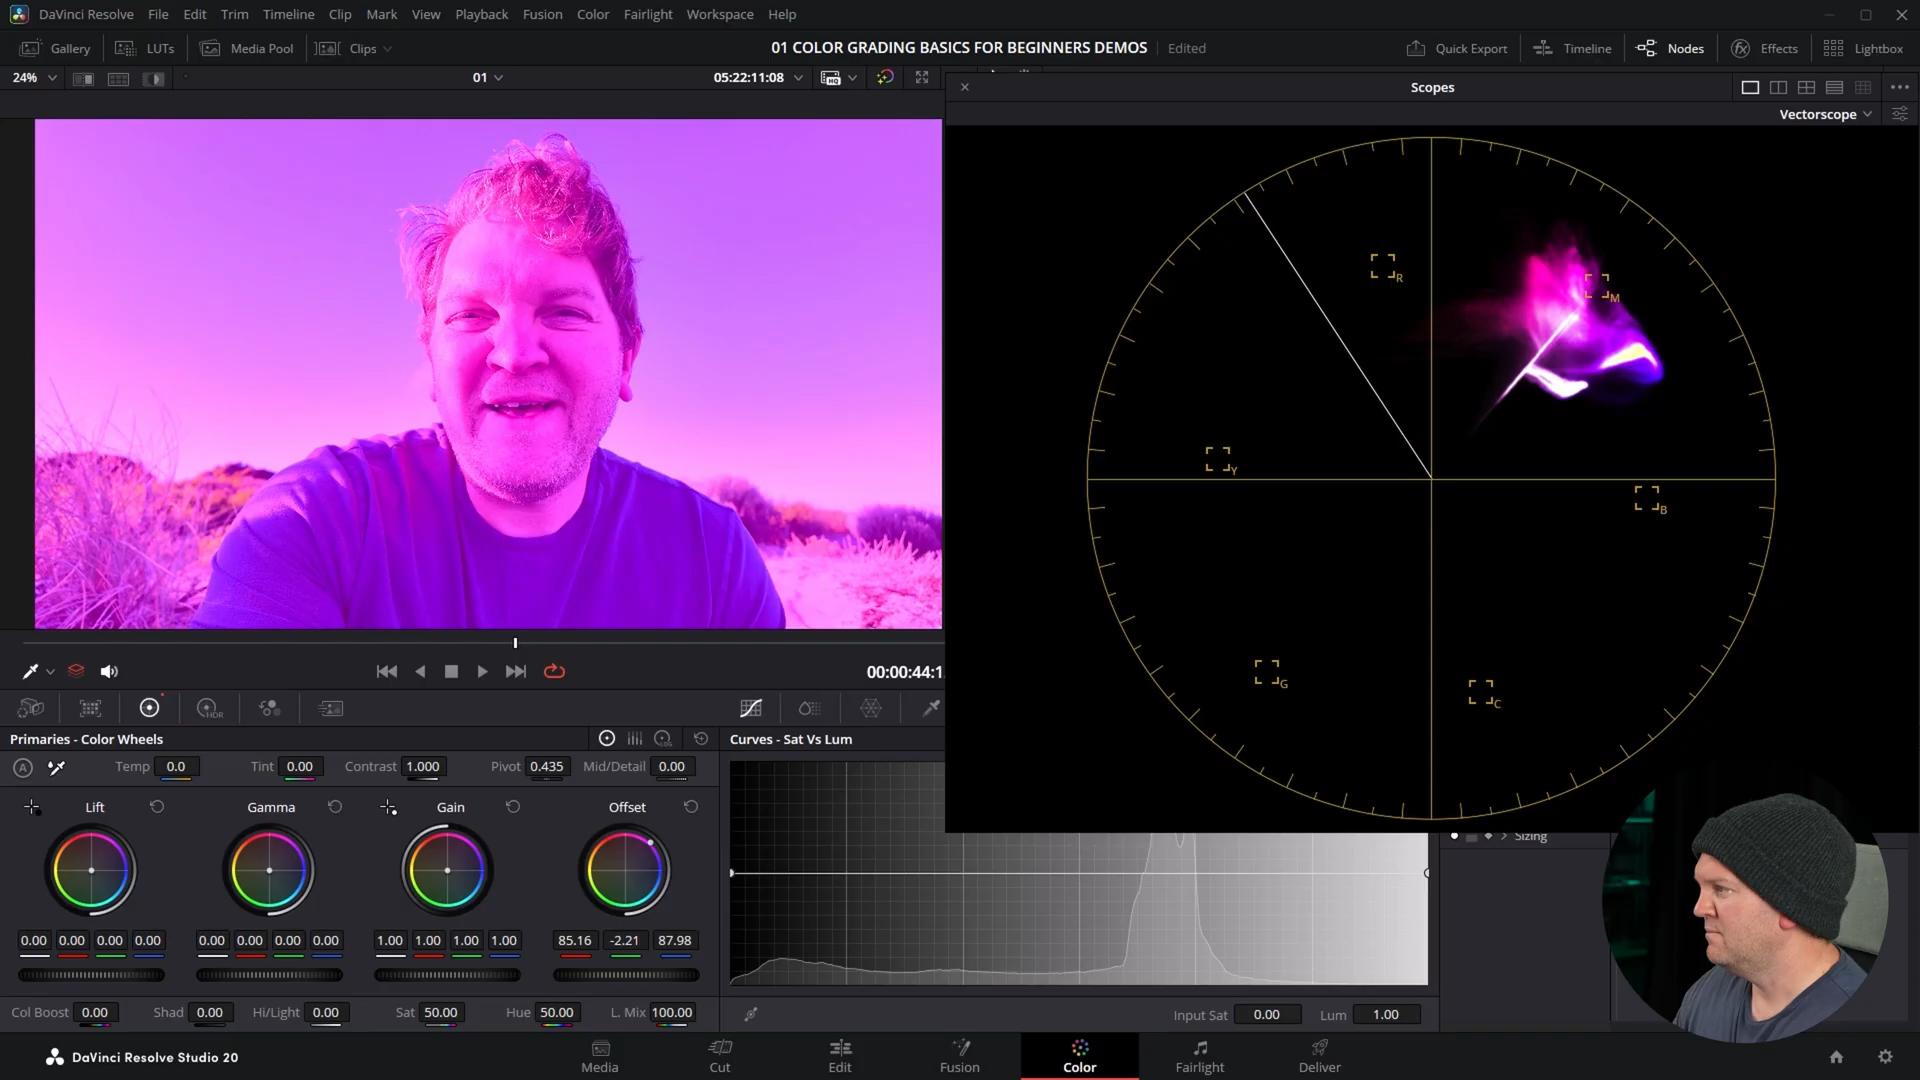 DaVinci Resolve File Edit Trim Timeline Clip Mark View Playback Fusion Color Fairlight Workspace Help
Gallery LUTs Media Pool Clips 01 COLOR GRADING BASICS FOR BEGINNERS DEMOS Edited Quick Export Timeline Nodes Effects Lightbox
24% 01 05:22:11:08 HQ
Scopes
Vectorscope
R
M
Y
B
G
C
00:00:44:1
HDR
Primaries - Color Wheels LOG Curves - Sat Vs Lum
A Temp 0.0 Tint 0.00 Contrast 1.000 Pivot 0.435 Mid/Detail 0.00
Lift Gamma Gain Offset
Sizing
0.00 0.00 0.00 0.00 0.00 0.00 0.00 0.00 1.00 1.00 1.00 1.00 85.16 -2.21 87.98
Col Boost 0.00 Shad 0.00 Hi/Light 0.00 Sat 50.00 Hue 50.00 L. Mix 100.00 Input Sat 0.00 Lum 1.00
DaVinci Resolve Studio 20 Media Cut Edit Fusion Color Fairlight Deliver